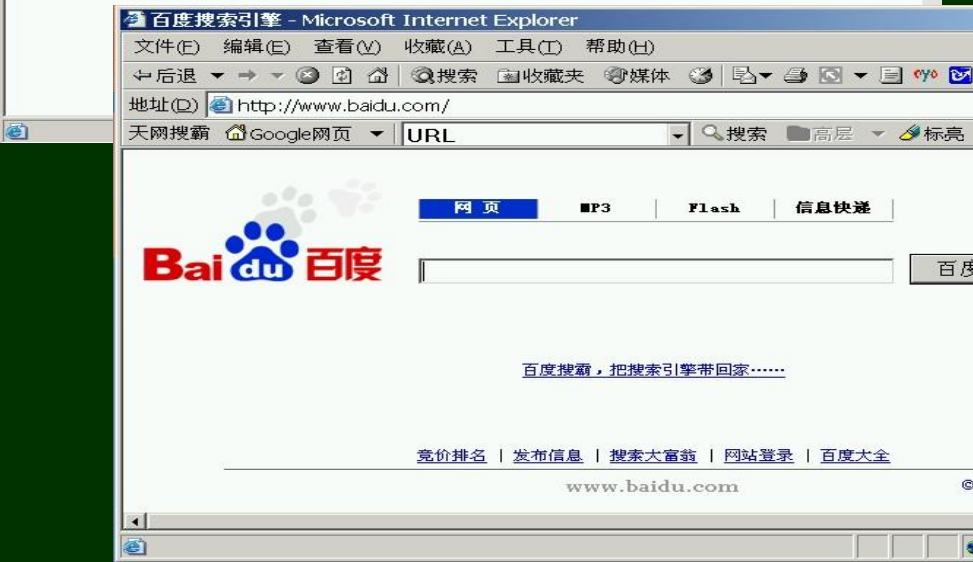 百度搜索引擎 - Microsoft Internet Explorer
文件(F) 编辑(E) 查看(V) 收藏(A) 工具(T) 帮助(H)
后退 搜索 收藏夹 媒体
地址(D) http://www.baidu.com/
天网搜霸 Google网页 URL 搜索 高层 标亮
网页 MP3 Flash 信息快递
Bai du 百度
百度
百度搜霸，把搜索引擎带回家……
竞价排名 | 发布信息 | 搜索大富翁 | 网站登录 | 百度大全
www.baidu.com ©